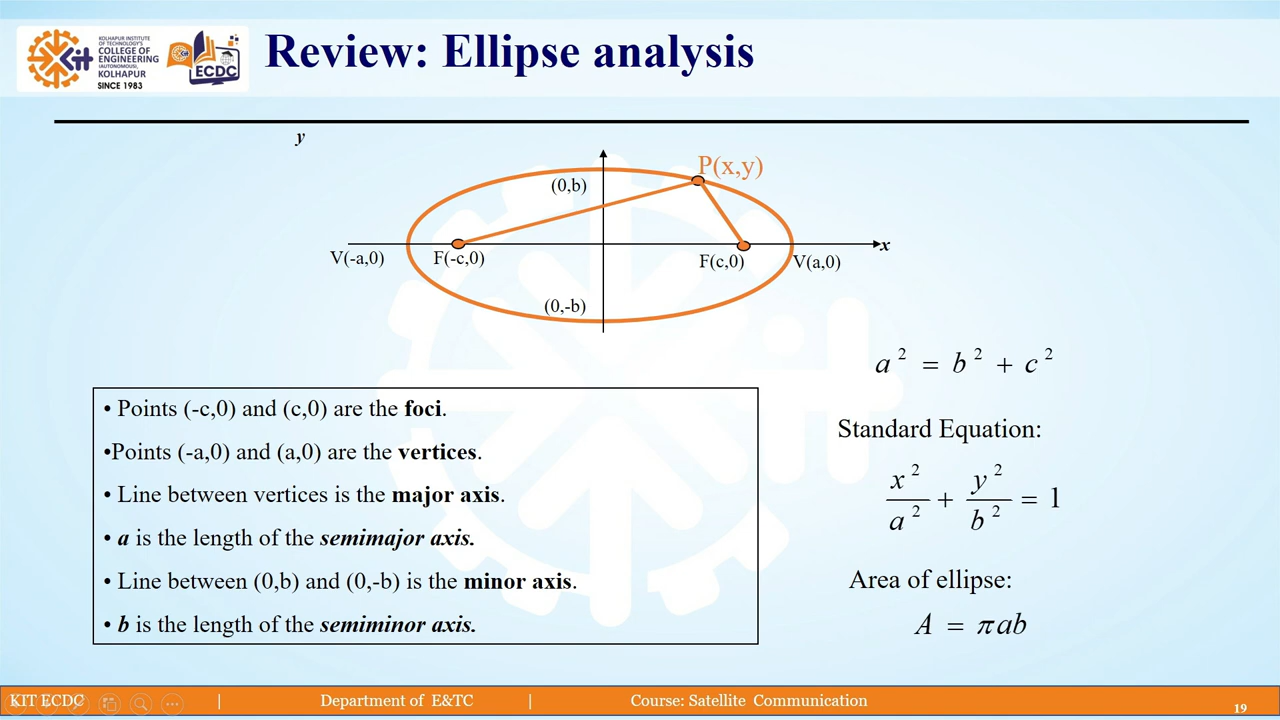 KOLHAPUR INSTITUTE
OF TECHNOLOGY'S
COLLEGE OF
ENGINEERING
(AUTONOMOUS),
KOLHAPUR
SINCE 1983
Kit
ECDC
Review: Ellipse analysis
y
P(x,y)
(0,b)
x
V(-a,0) F(-c,0) F(c,0) V(a,0)
(0,-b)
a² = b² + c²
• Points (-c,0) and (c,0) are the foci.
•Points (-a,0) and (a,0) are the vertices.
• Line between vertices is the major axis.
• a is the length of the semimajor axis.
• Line between (0,b) and (0,-b) is the minor axis.
• b is the length of the semiminor axis.
Standard Equation:
x²/a² + y²/b² = 1
Area of ellipse:
A = πab
KIT ECDC | Department of E&TC | Course: Satellite Communication 19